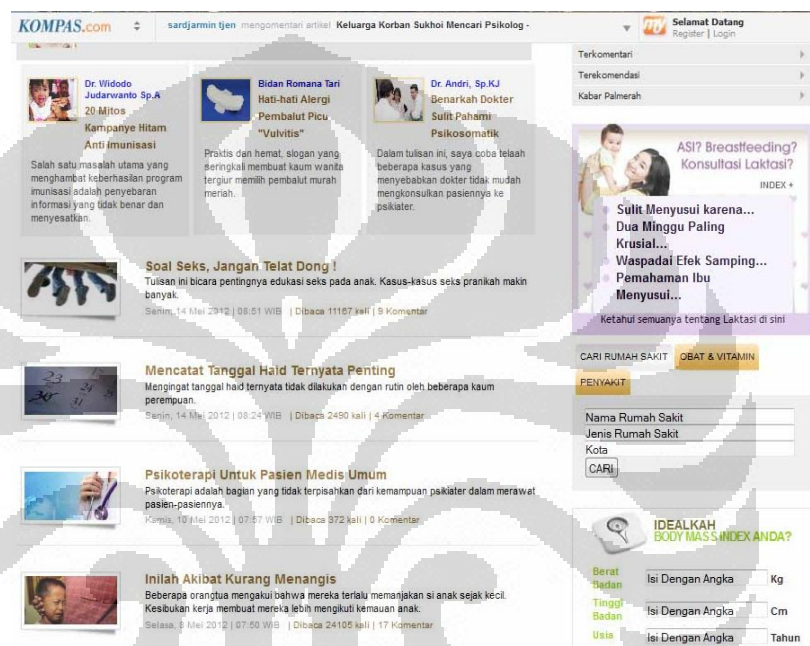 KOMPAS.com
sardjarmin tjen mengomentari artikel Keluarga Korban Sukhoi Mencari Psikolog -
my
Selamat Datang
Register | Login
Terkomentari
Terekomendasi
Kabar Palmerah
Dr. Widodo
Judarwanto Sp.A
20 Mitos
Kampanye Hitam
Anti Imunisasi
Salah satu masalah utama yang
menghambat keberhasilan program
imunisasi adalah penyebaran
informasi yang tidak benar dan
menyesatkan.
Bidan Romana Tari
Hati-hati Alergi
Pembalut Picu
"Vulvitis"
Praktis dan hemat, slogan yang
seringkali membuat kaum wanita
tergiur memilih pembalut murah
meriah.
Dr. Andri, Sp.KJ
Benarkah Dokter
Sulit Pahami
Psikosomatik
Dalam tulisan ini, saya coba telaah
beberapa kasus yang
menyebabkan dokter tidak mudah
mengkonsulkan pasiennya ke
psikiater.
Soal Seks, Jangan Telat Dong !
Tulisan ini bicara pentingnya edukasi seks pada anak. Kasus-kasus seks pranikah makin
banyak.
Senin, 14 Mei 2012 | 08:51 WIB | Dibaca 11167 kali | 9 Komentar
Mencatat Tanggal Haid Ternyata Penting
Mengingat tanggal haid ternyata tidak dilakukan dengan rutin oleh beberapa kaum
perempuan.
Senin, 14 Mei 2012 | 08:24 WIB | Dibaca 2490 kali | 4 Komentar
Psikoterapi Untuk Pasien Medis Umum
Psikoterapi adalah bagian yang tidak terpisahkan dari kemampuan psikiater dalam merawat
pasien-pasiennya.
Kamis, 10 Mei 2012 | 07:57 WIB | Dibaca 372 kali | 0 Komentar
Inilah Akibat Kurang Menangis
Beberapa orangtua mengakui bahwa mereka terlalu memanjakan si anak sejak kecil.
Kesibukan kerja membuat mereka lebih mengikuti kemauan anak.
Selasa, 8 Mei 2012 | 07:50 WIB | Dibaca 24105 kali | 17 Komentar
ASI? Breastfeeding?
Konsultasi Laktasi?
INDEX +
Sulit Menyusui karena...
Dua Minggu Paling
Krusial...
Waspadai Efek Samping...
Pemahaman Ibu
Menyusui...
Ketahui semuanya tentang Laktasi di sini
CARI RUMAH SAKIT OBAT & VITAMIN
PENYAKIT
Nama Rumah Sakit
Jenis Rumah Sakit
Kota
CARI
IDEALKAH
BODY MASS INDEX ANDA?
Berat
Badan Isi Dengan Angka Kg
Tinggi
Badan Isi Dengan Angka Cm
Usia Isi Dengan Angka Tahun